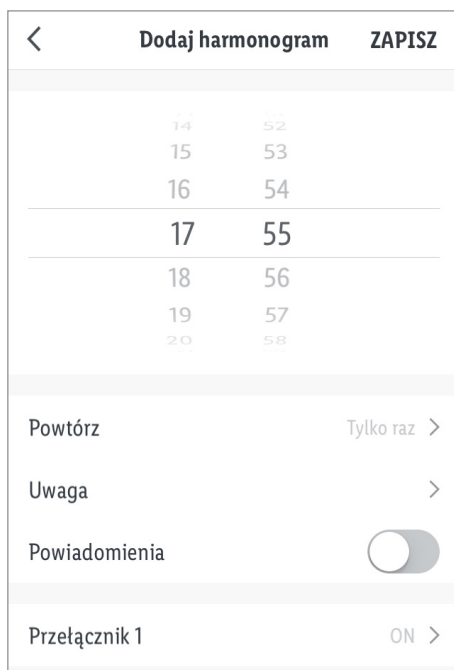 Dodaj harmonogram ZAPISZ
14 52
15 53
16 54
17 55
18 56
19 57
20 58
Powtórz Tylko raz
Uwaga
Powiadomienia
Przełącznik 1 ON